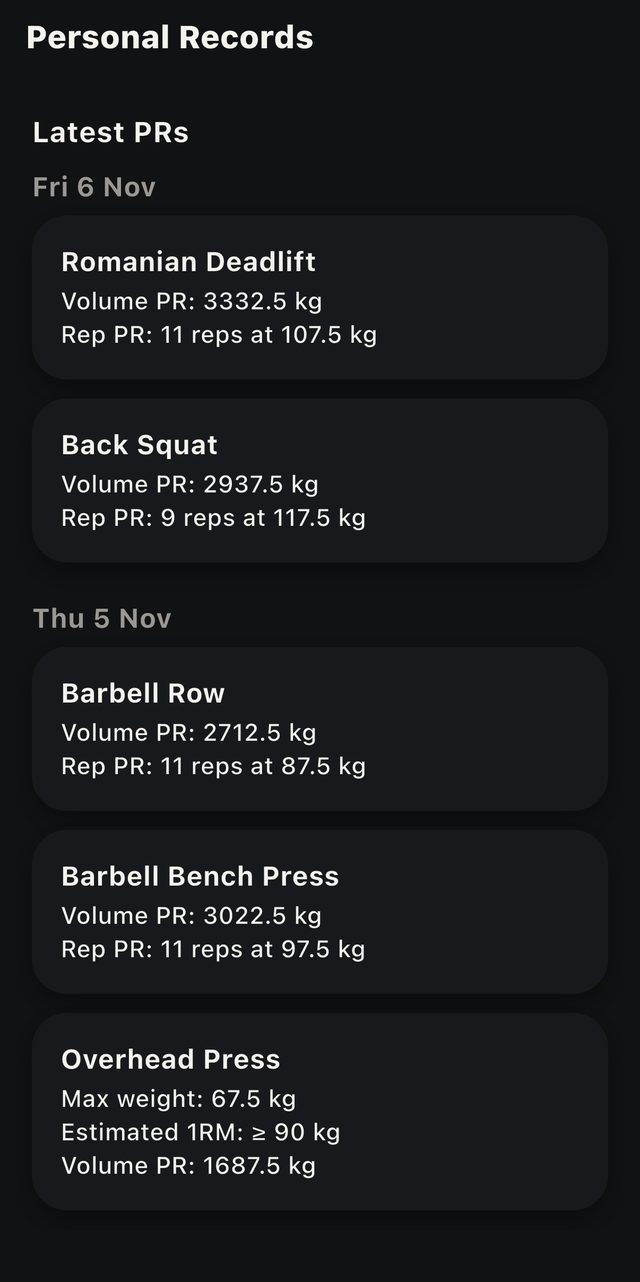 Personal Records
Latest PRs
Fri 6 Nov
Romanian Deadlift
Volume PR: 3332.5 kg
Rep PR: 11 reps at 107.5 kg
Back Squat
Volume PR: 2937.5 kg
Rep PR: 9 reps at 117.5 kg
Thu 5 Nov
Barbell Row
Volume PR: 2712.5 kg
Rep PR: 11 reps at 87.5 kg
Barbell Bench Press
Volume PR: 3022.5 kg
Rep PR: 11 reps at 97.5 kg
Overhead Press
Max weight: 67.5 kg
Estimated 1RM: ≥ 90 kg
Volume PR: 1687.5 kg